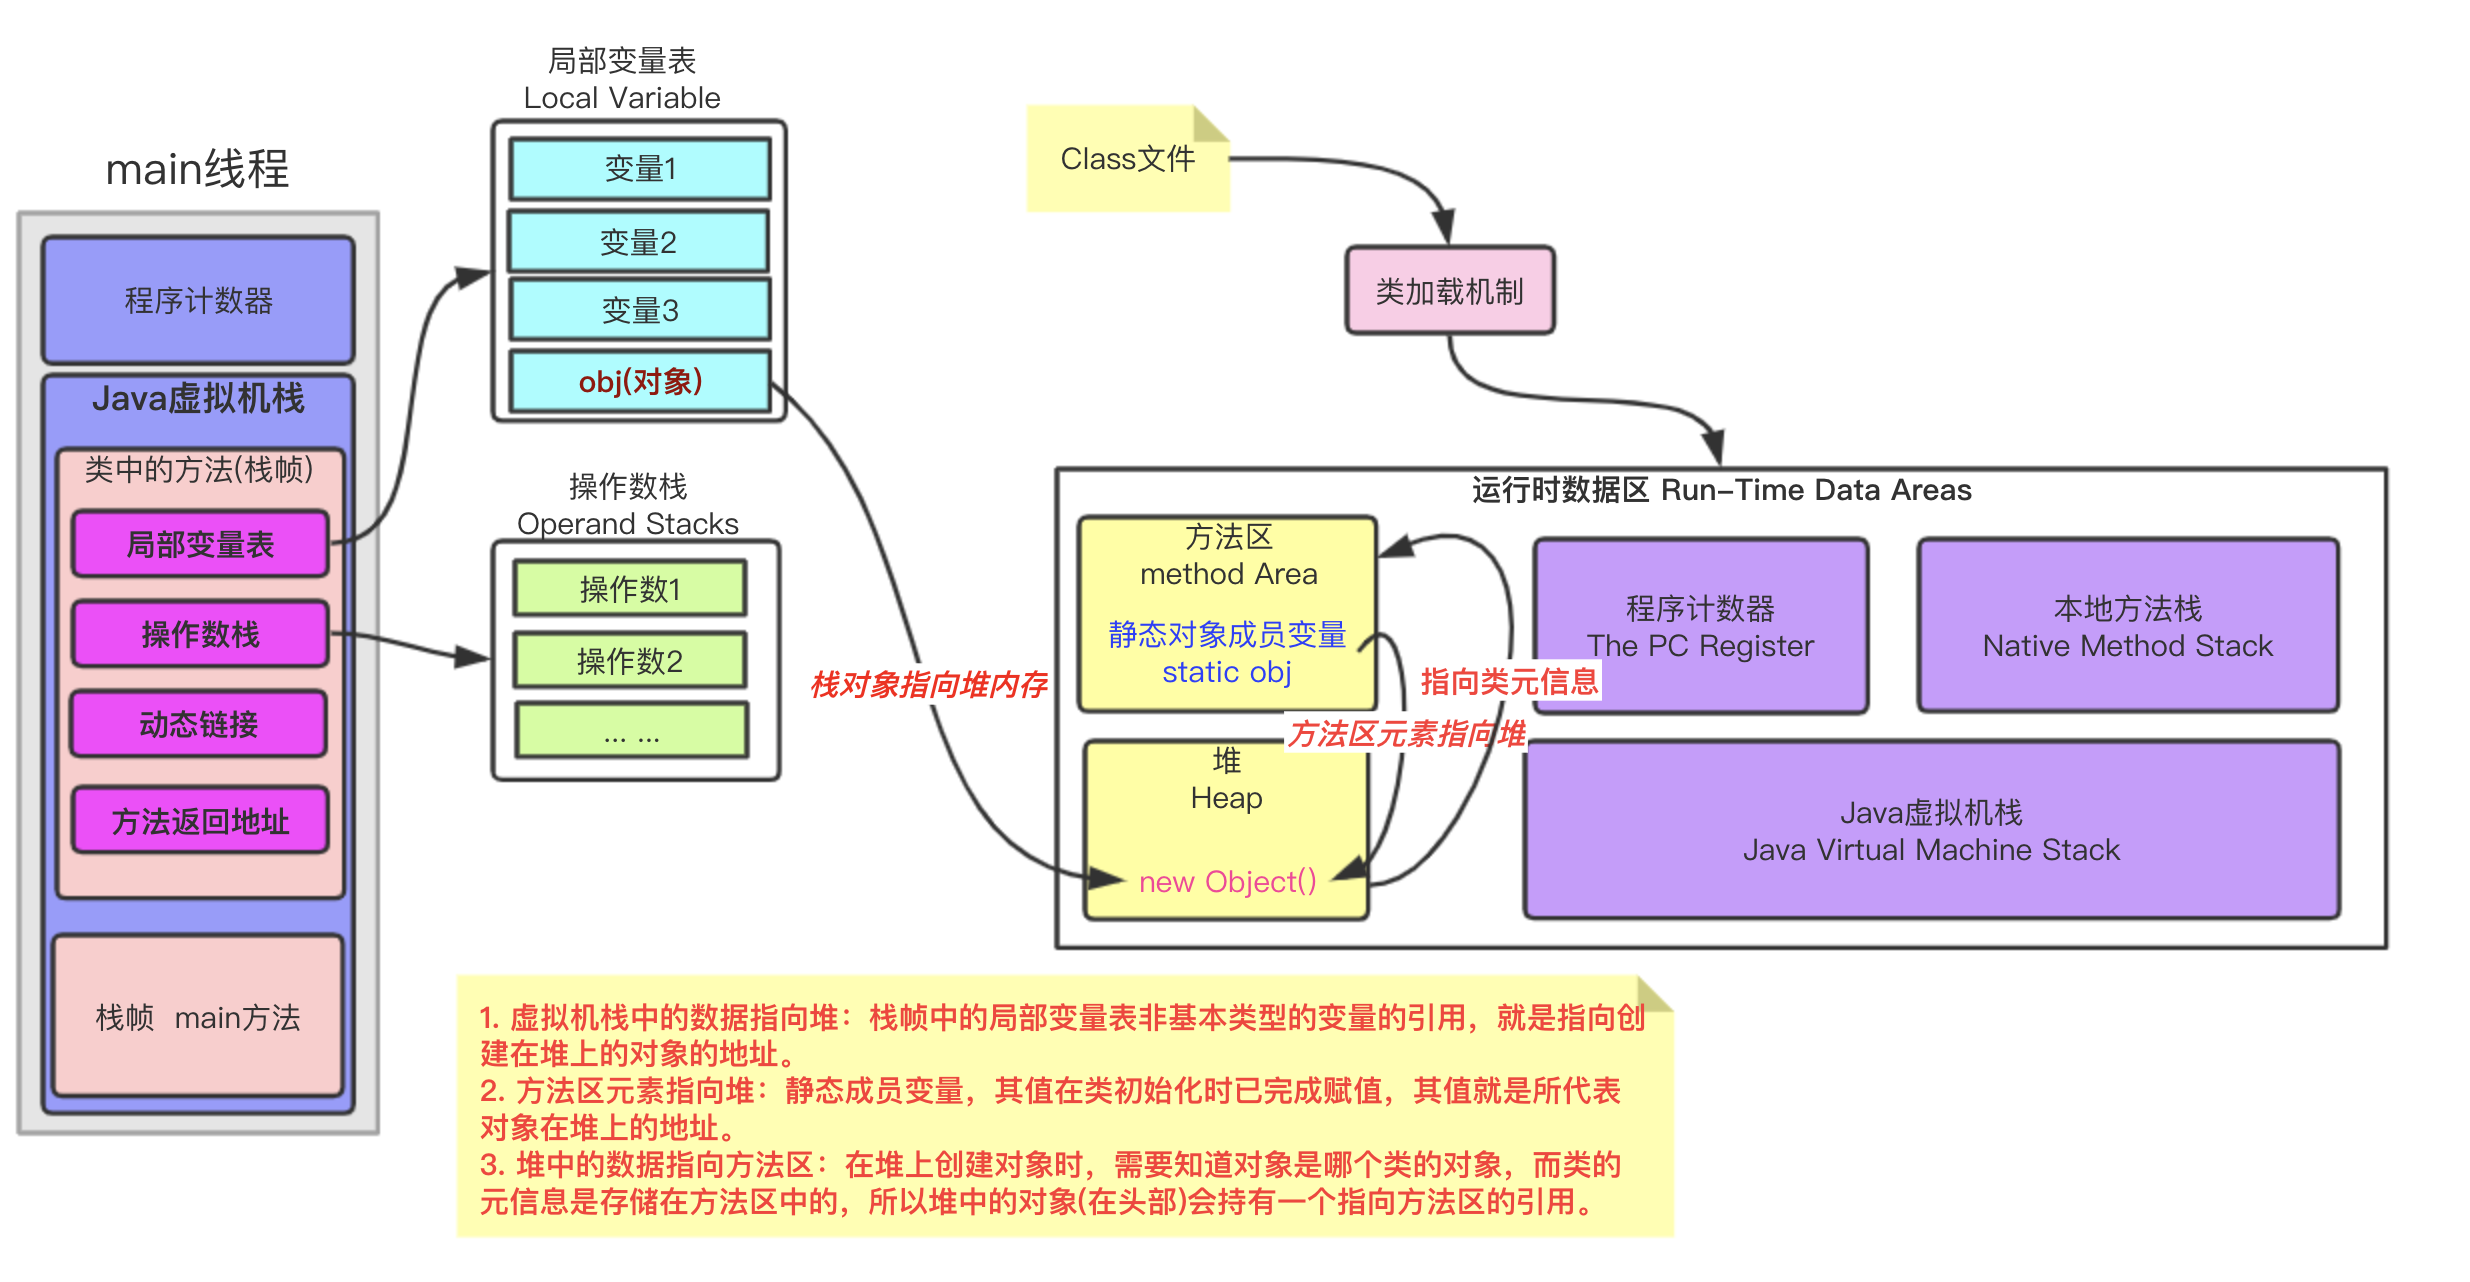 main线程
程序计数器
Java虚拟机栈
类中的方法(栈帧)
局部变量表
操作数栈
动态链接
方法返回地址
栈帧 main方法
局部变量表
Local Variable
变量1
变量2
变量3
obj(对象)
操作数栈
Operand Stacks
操作数1
操作数2
... ...
栈对象指向堆内存
Class文件
类加载机制
运行时数据区 Run-Time Data Areas
方法区
method Area
静态对象成员变量
static obj
指向类元信息
方法区元素指向堆
堆
Heap
new Object()
程序计数器
The PC Register
本地方法栈
Native Method Stack
Java虚拟机栈
Java Virtual Machine Stack
1. 虚拟机栈中的数据指向堆：栈帧中的局部变量表非基本类型的变量的引用，就是指向创
建在堆上的对象的地址。
2. 方法区元素指向堆：静态成员变量，其值在类初始化时已完成赋值，其值就是所代表
对象在堆上的地址。
3. 堆中的数据指向方法区：在堆上创建对象时，需要知道对象是哪个类的对象，而类的
元信息是存储在方法区中的，所以堆中的对象(在头部)会持有一个指向方法区的引用。